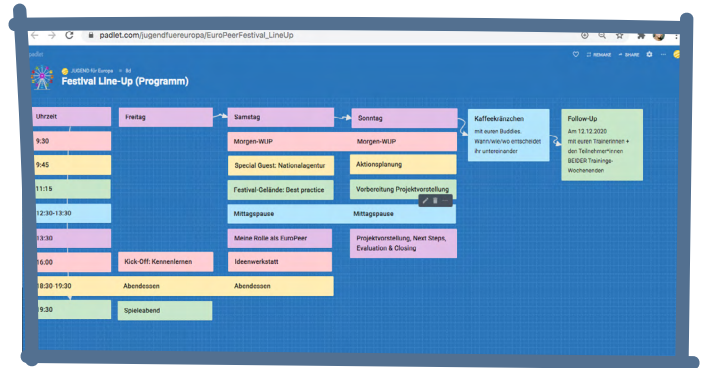 padlet.com/jugendfuereuropa/EuroPeerFestival_LineUp
padlet
REMAKE
SHARE
JUGEND für Europa • 8d
Festival Line-Up (Programm)
Uhrzeit
Freitag
Samstag
Sonntag
Kaffeekränzchen
mit euren Buddies.
Wann/wie/wo entscheidet
ihr untereinander
Follow-Up
Am 12.12.2020
mit euren TrainerInnen +
den Teilnehmer*innen
BEIDER Trainings-
Wochenenden
9:30
Morgen-WUP
Morgen-WUP
9:45
Special Guest: Nationalagentur
Aktionsplanung
11:15
Festival-Gelände: Best practice
Vorbereitung Projektvorstellung
12:30-13:30
Mittagspause
Mittagspause
13:30
Meine Rolle als EuroPeer
Projektvorstellung, Next Steps,
Evaluation & Closing
16:00
Kick-Off: Kennenlernen
Ideenwerkstatt
18:30-19:30
Abendessen
Abendessen
19:30
Spieleabend